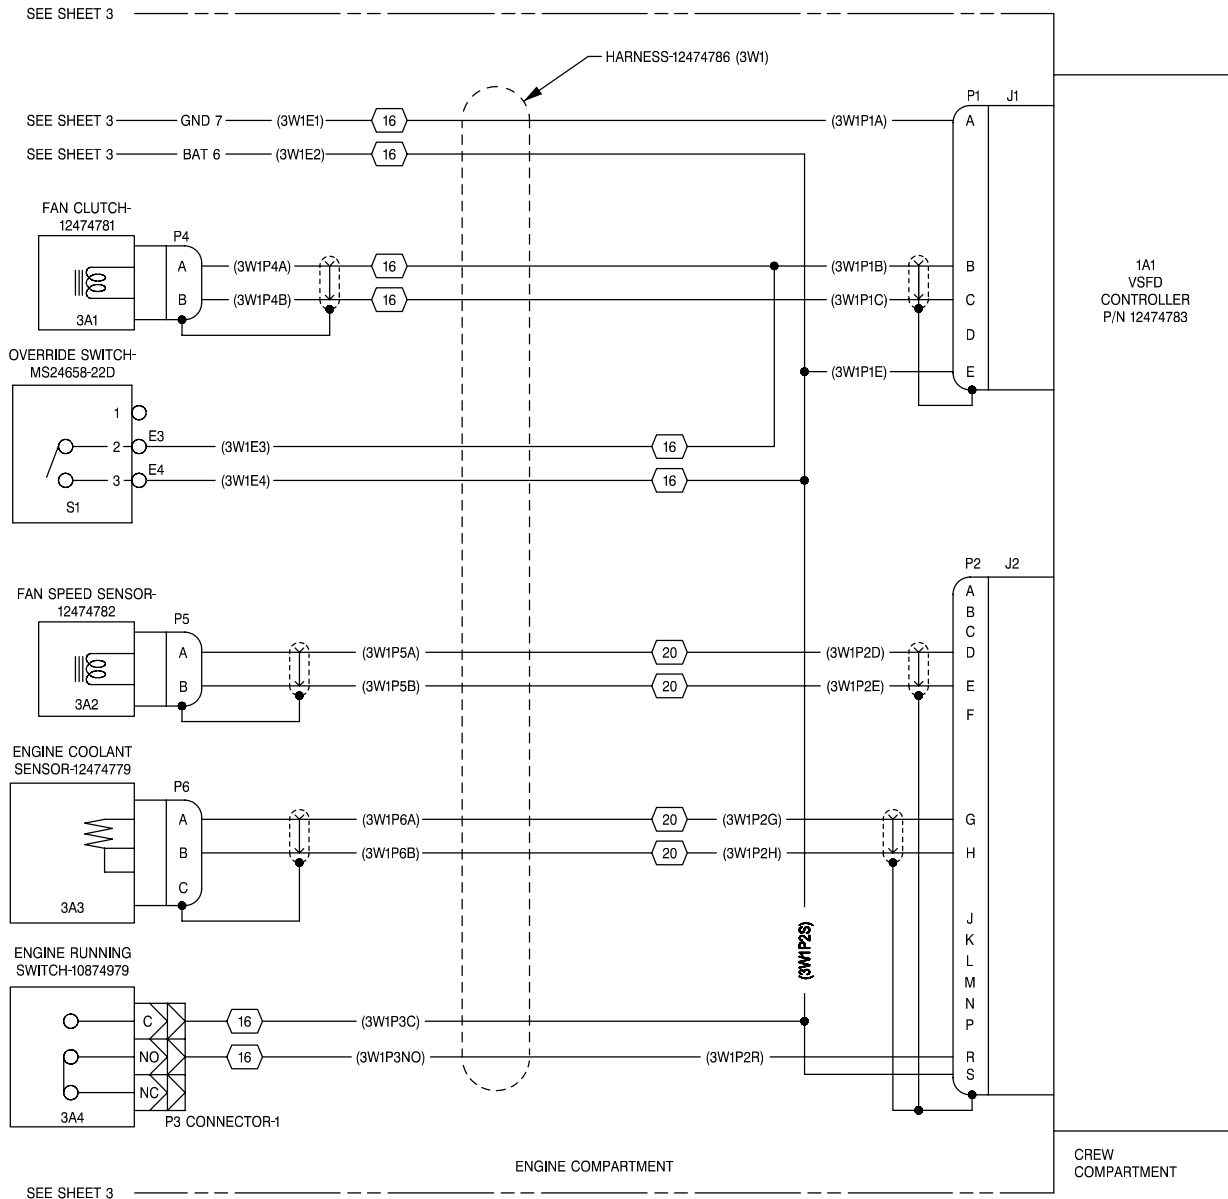 SEE SHEET 3
HARNESS-12474786 (3W1)
P1 J1
SEE SHEET 3 GND 7 (3W1E1) 16 (3W1P1A) A
SEE SHEET 3 BAT 6 (3W1E2) 16
FAN CLUTCH-
12474781
P4
A (3W1P4A) 16 (3W1P1B) B
B (3W1P4B) 16 (3W1P1C) C
3A1
D
1A1
VSFD
CONTROLLER
P/N 12474783
OVERRIDE SWITCH-
MS24658-22D
(3W1P1E) E
1
2 E3 (3W1E3) 16
3 E4 (3W1E4) 16
S1
P2 J2
A
B
C
FAN SPEED SENSOR-
12474782
P5
A (3W1P5A) 20 (3W1P2D) D
B (3W1P5B) 20 (3W1P2E) E
3A2
F
ENGINE COOLANT
SENSOR-12474779
P6
A (3W1P6A) 20 (3W1P2G) G
B (3W1P6B) 20 (3W1P2H) H
C
3A3
(3W1P2S)
J
K
L
M
N
P
ENGINE RUNNING
SWITCH-10874979
C 16 (3W1P3C)
NO 16 (3W1P3NO) (3W1P2R) R
S
NC
3A4
P3 CONNECTOR-1
ENGINE COMPARTMENT
CREW
COMPARTMENT
SEE SHEET 3